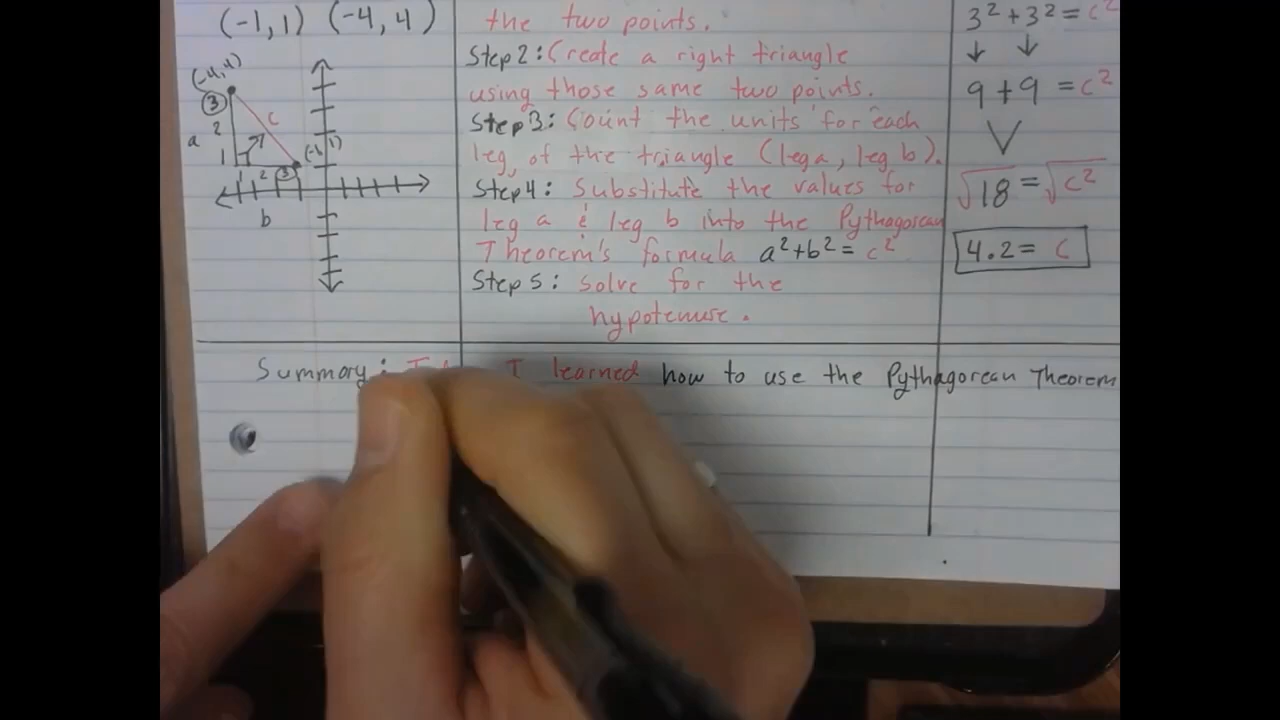 (-1,1) (-4,4)
(-4,4)
3
2
1
a
c
(-1,1)
1 2 3
b
the two points.
Step 2: Create a right triangle
using those same two points.
Step 3: Count the units for each
leg of the triangle (leg a, leg b).
Step 4: Substitute the values for
leg a & leg b into the Pythagorean
Theorem's formula a²+b²=c²
Step 5: Solve for the
hypotenuse.
3²+3²=c²
9+9=c²
√18=√c²
4.2=c
Summary: I learned how to use the Pythagorean Theorem